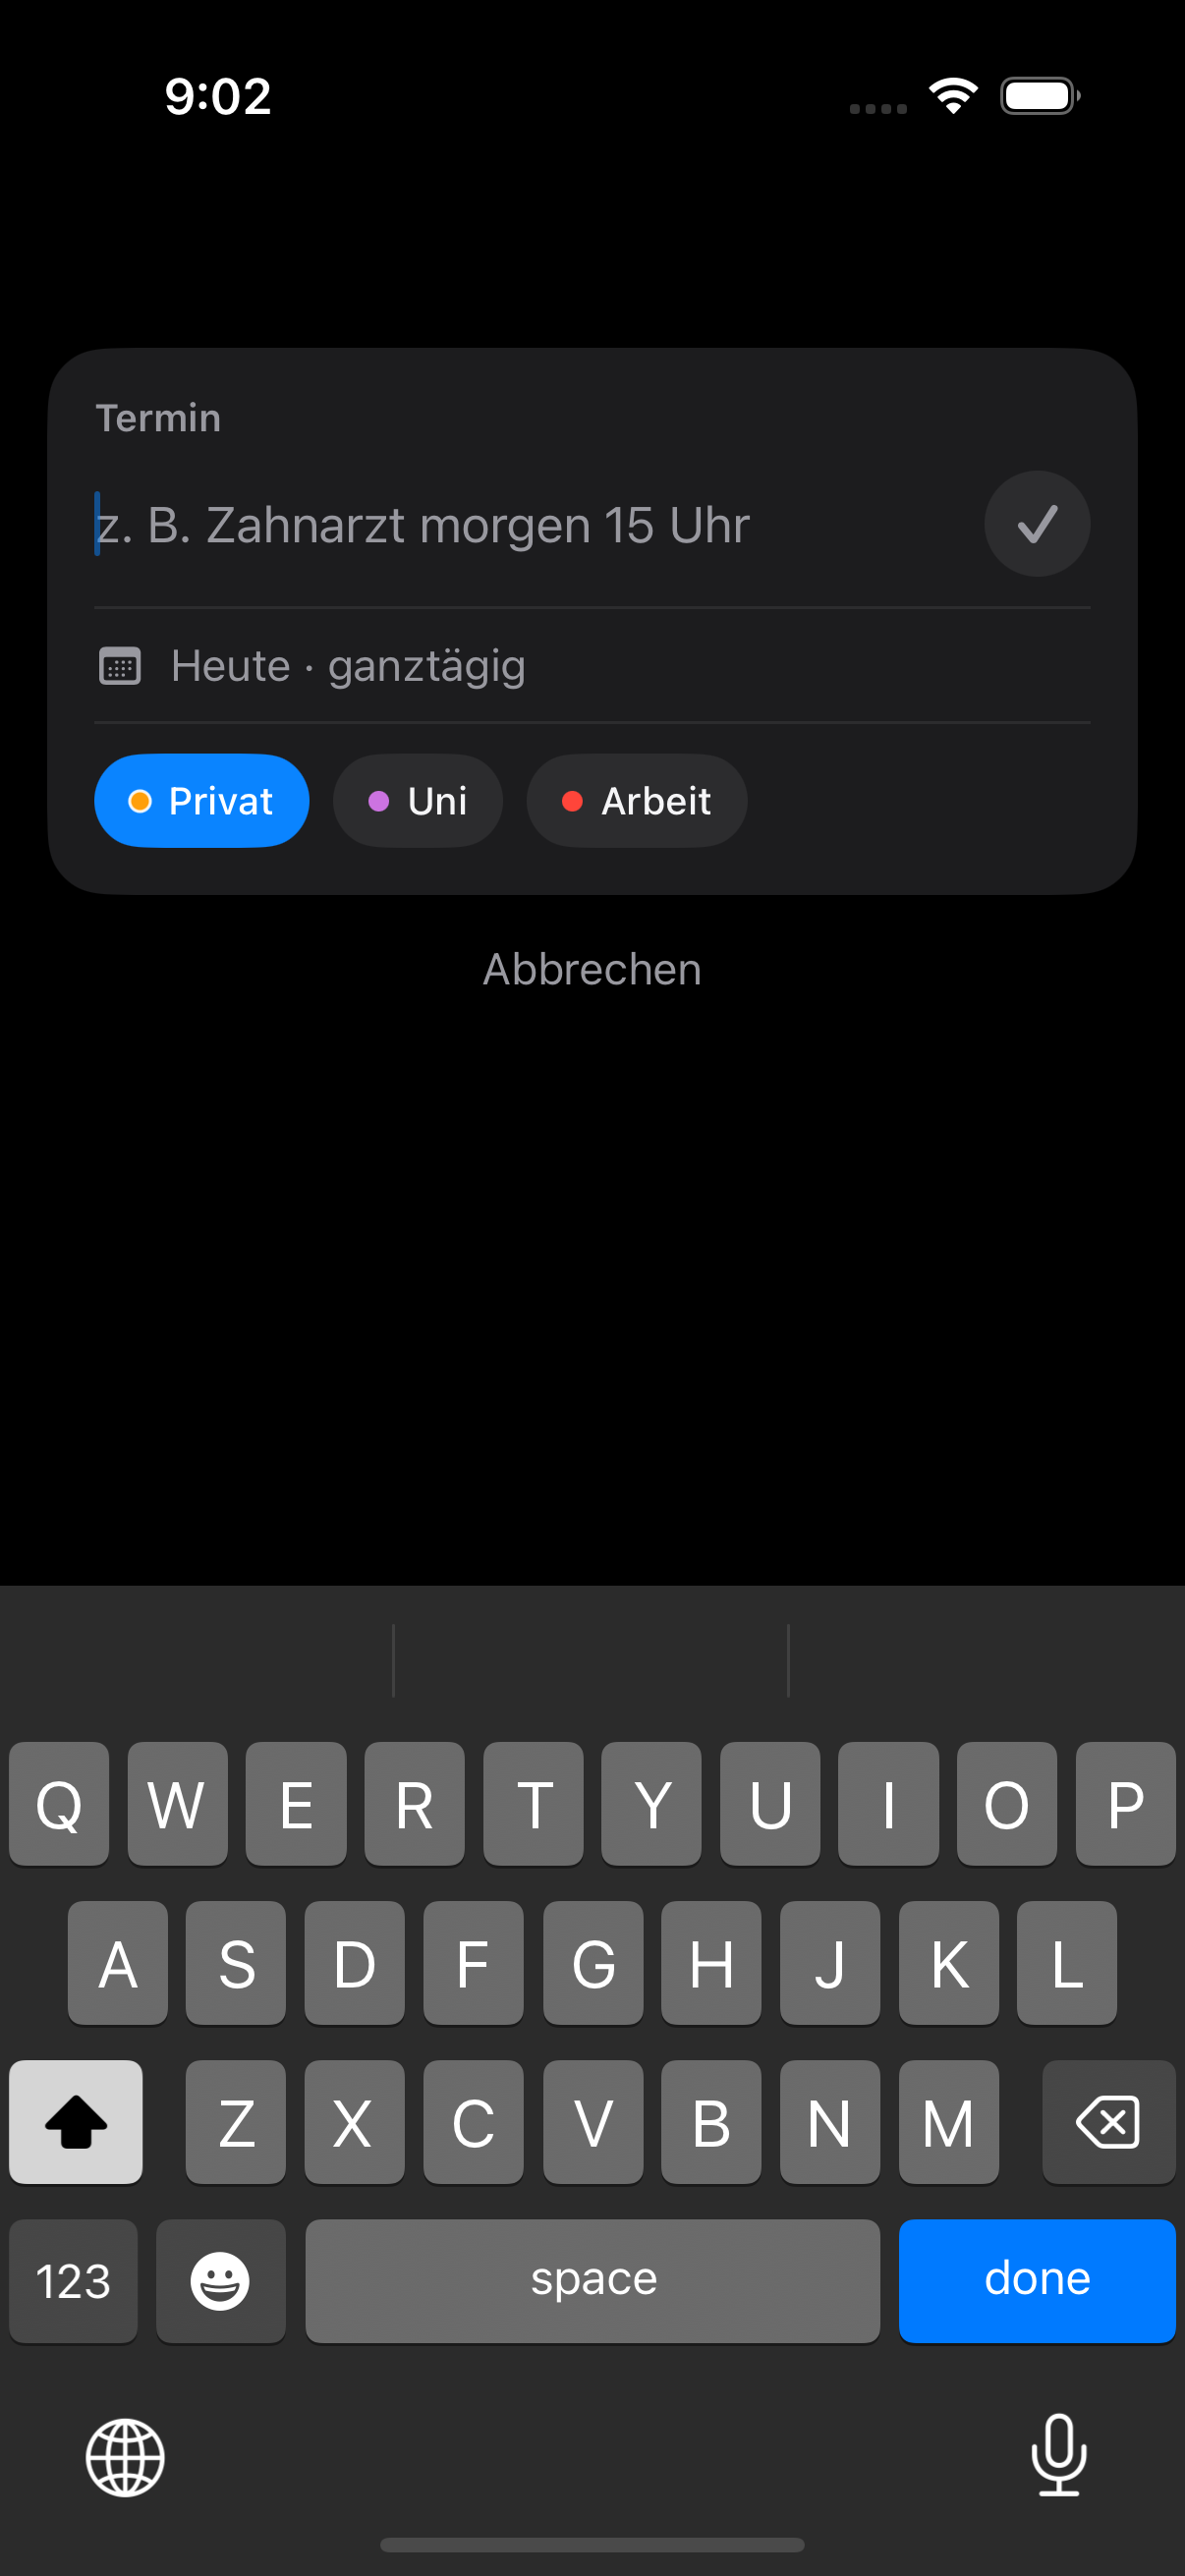 9:02
Termin
z. B. Zahnarzt morgen 15 Uhr
Heute · ganztägig
Privat
Uni
Arbeit
Abbrechen
Q W E R T Y U I O P
A S D F G H J K L
Z X C V B N M
123 space done